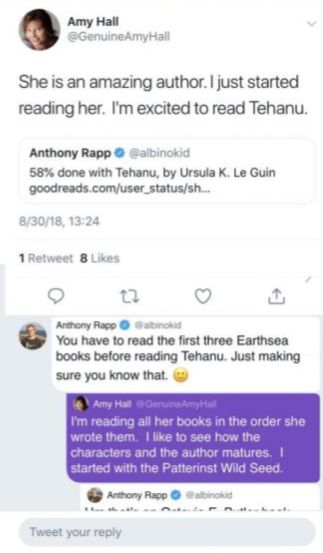 Amy Hall
@GenuineAmyHall
She is an amazing author. I just started
reading her. I'm excited to read Tehanu.
Anthony Rapp @albinokid
58% done with Tehanu, by Ursula K. Le Guin
goodreads.com/user_status/sh...
8/30/18, 13:24
1 Retweet 8 Likes
Anthony Rapp @albinokid
You have to read the first three Earthsea
books before reading Tehanu. Just making
sure you know that. 🙂
Amy Hall @GenuineAmyHall
I'm reading all her books in the order she
wrote them. I like to see how the
characters and the author matures. I
started with the Patterinst Wild Seed.
Anthony Rapp @albinokid
Tweet your reply